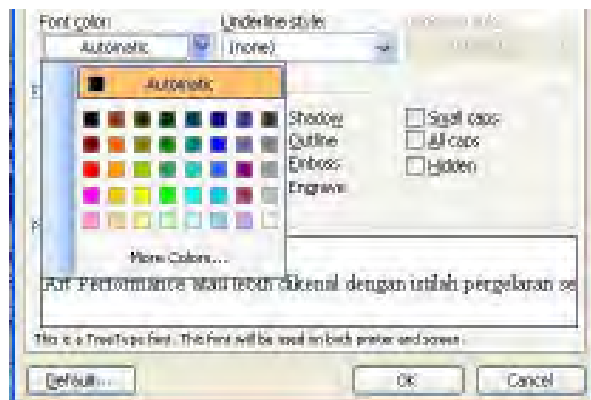 Font color:
Underline style:
Automatic
(none)
Automatic
Shadow
Small caps
Outline
All caps
Emboss
Hidden
Engrave
More Colors...
Art Performance atau lebih dikenal dengan istilah pergelaran se
This is a TrueType font. This font will be used on both printer and screen.
Default...
OK
Cancel